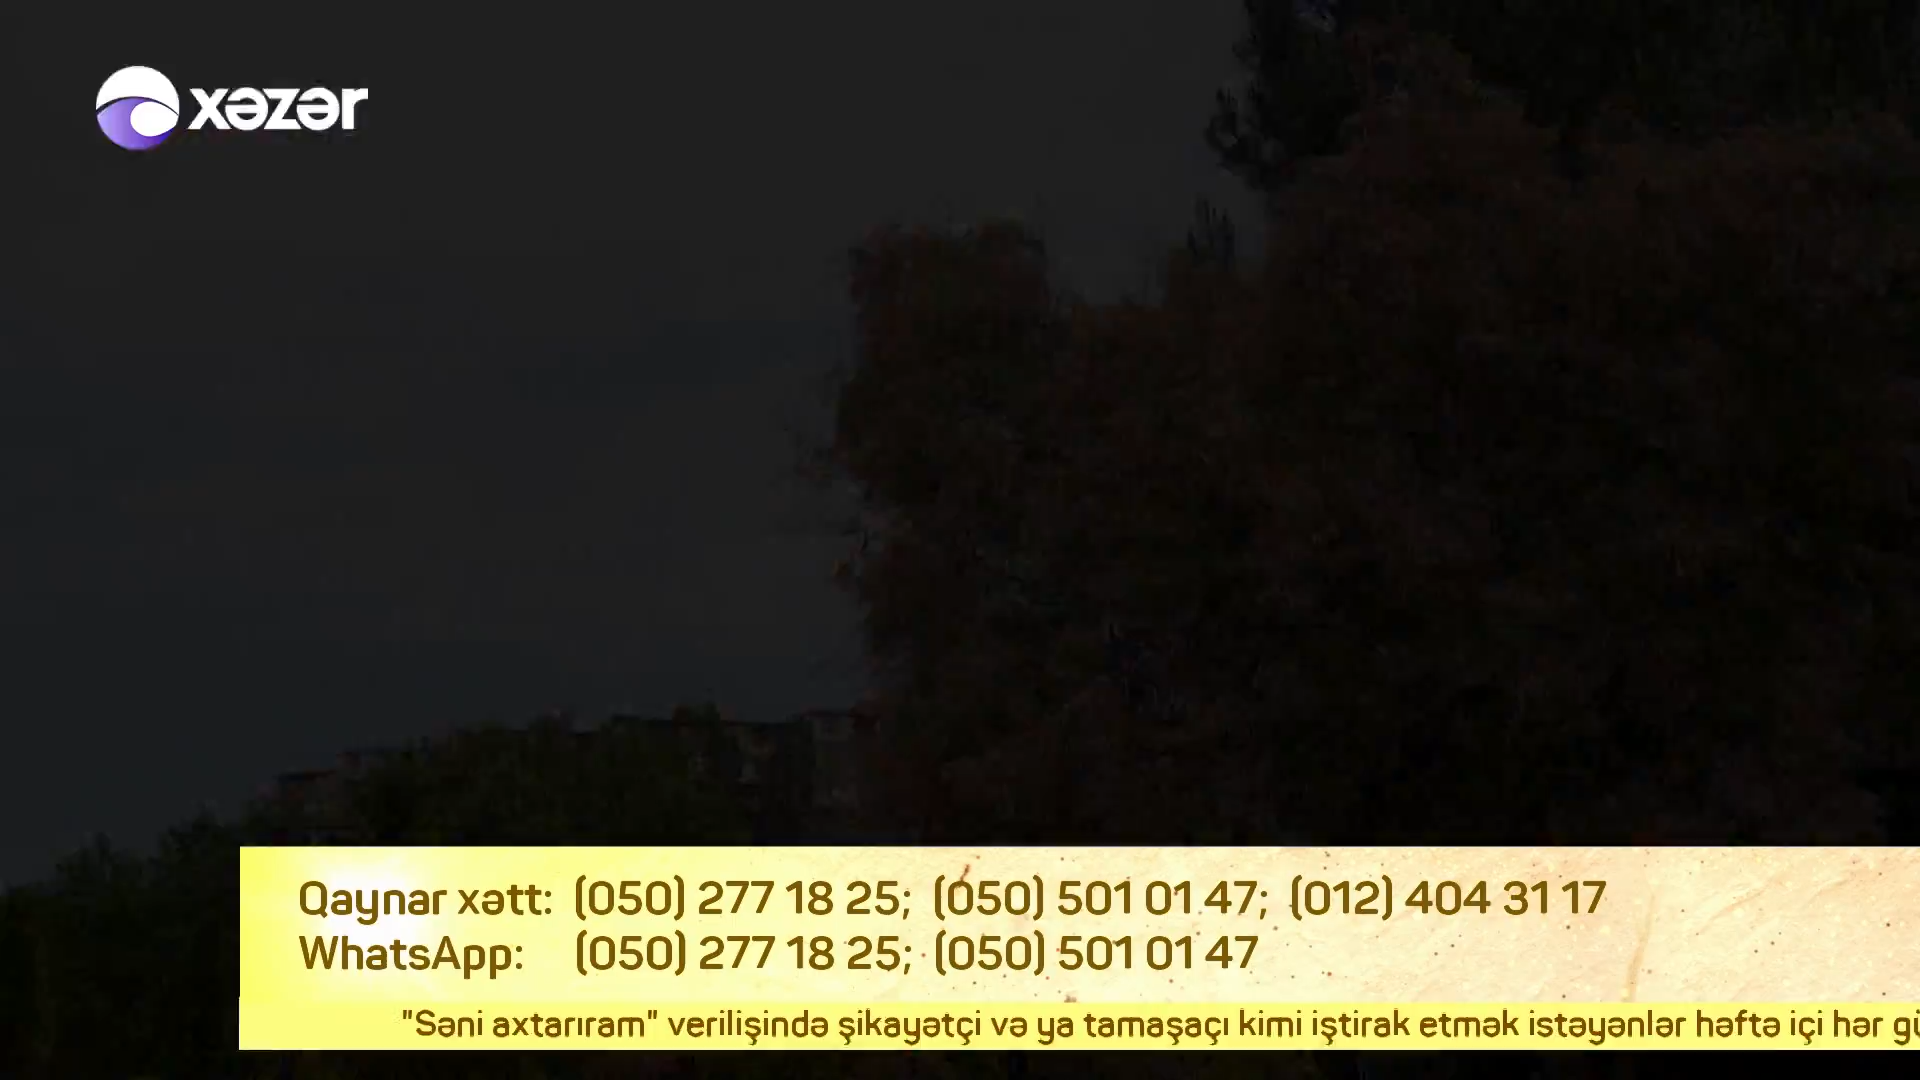 xəzər
Qaynar xətt: (050) 277 18 25; (050) 501 01 47; (012) 404 31 17
WhatsApp: (050) 277 18 25; (050) 501 01 47
"Səni axtarıram" verilişində şikayətçi və ya tamaşaçı kimi iştirak etmək istəyənlər həftə içi hər